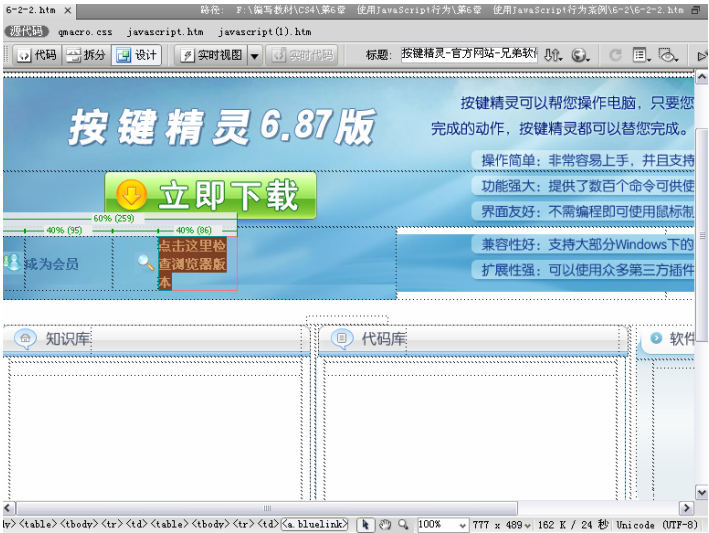 6-2-2.htm × 路径: F:\编写教材\CS4\第6章 使用JavaScript行为\第6章 使用JavaScript行为案例\6-2\6-2-2.htm
源代码 qmacro.css javascript.htm javascript(1).htm
代码 拆分 设计 实时视图 实时代码 标题: 按键精灵-官方网站-兄弟软件
按键精灵6.87版
按键精灵可以帮您操作电脑，只要您
完成的动作，按键精灵都可以替您完成。
操作简单：非常容易上手，并且支持
立即下载
功能强大：提供了数百个命令可供使
界面友好：不需编程即可使用鼠标制
60% (259)
40% (95) 40% (86)
成为会员
点击这里检
查浏览器版
本
兼容性好：支持大部分Windows下的
扩展性强：可以使用众多第三方插件
知识库 代码库 软件
<table><tbody><tr><td><table><tbody><tr><td><a.bluelink> 100% 777 x 489 162 K / 24 秒 Unicode (UTF-8)